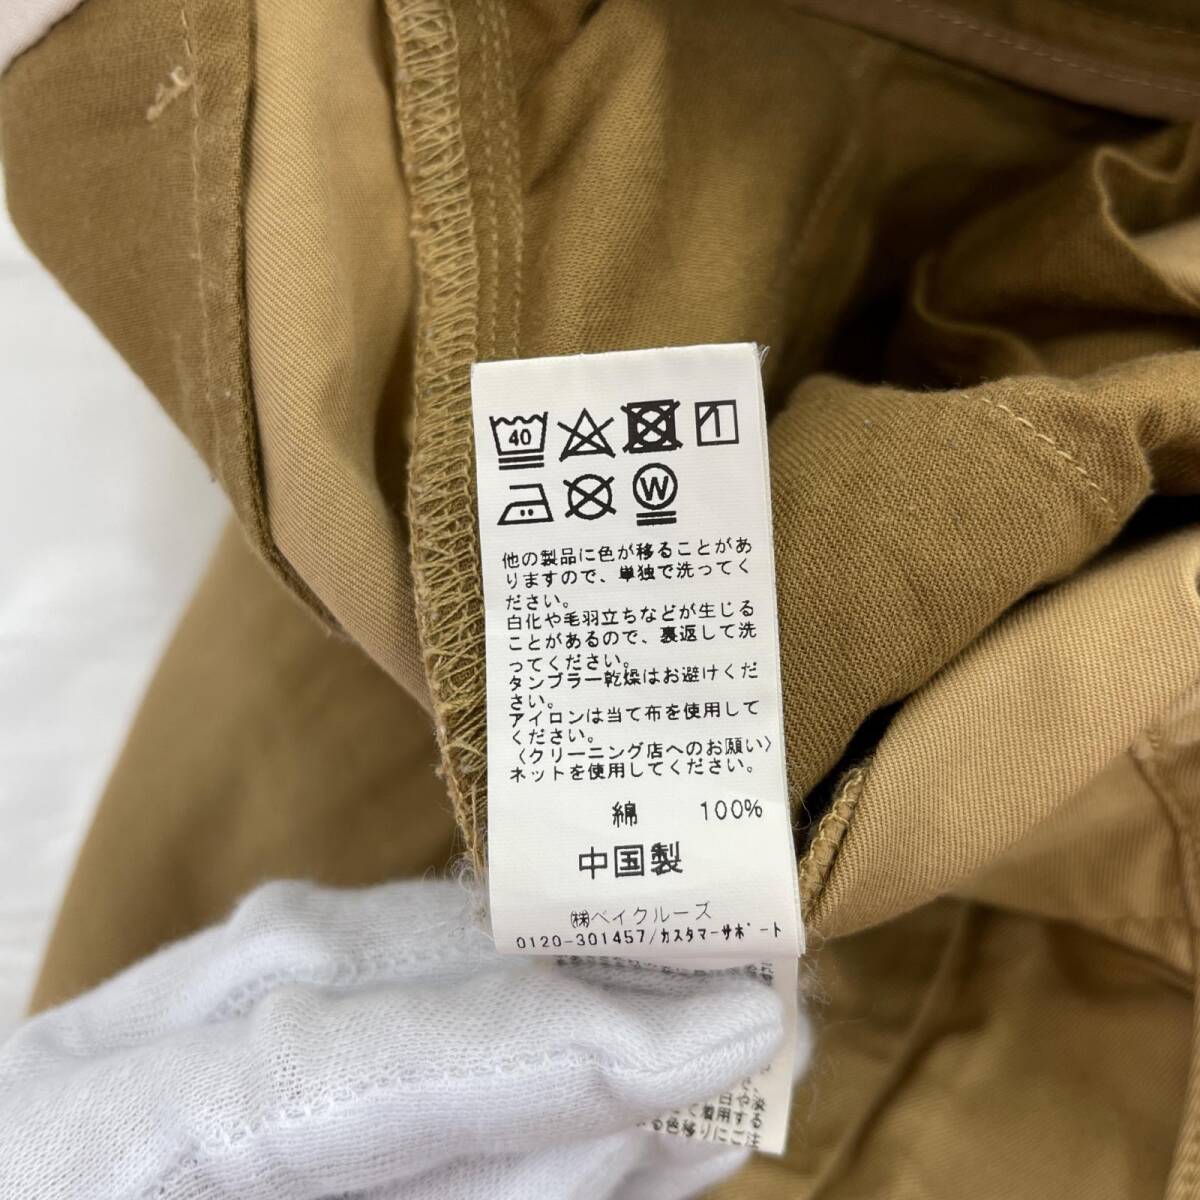 40
W
他の製品に色が移ることがあ
りますので、単独で洗ってく
ださい。
白化や毛羽立ちなどが生じる
ことがあるので、裏返して洗
ってください。
タンブラー乾燥はお避けくだ
さい。
アイロンは当て布を使用して
ください。
〈クリーニング店へのお願い〉
ネットを使用してください。
綿 100%
中国製
㈱ベイクルーズ
0120-301457/カスタマーサポート